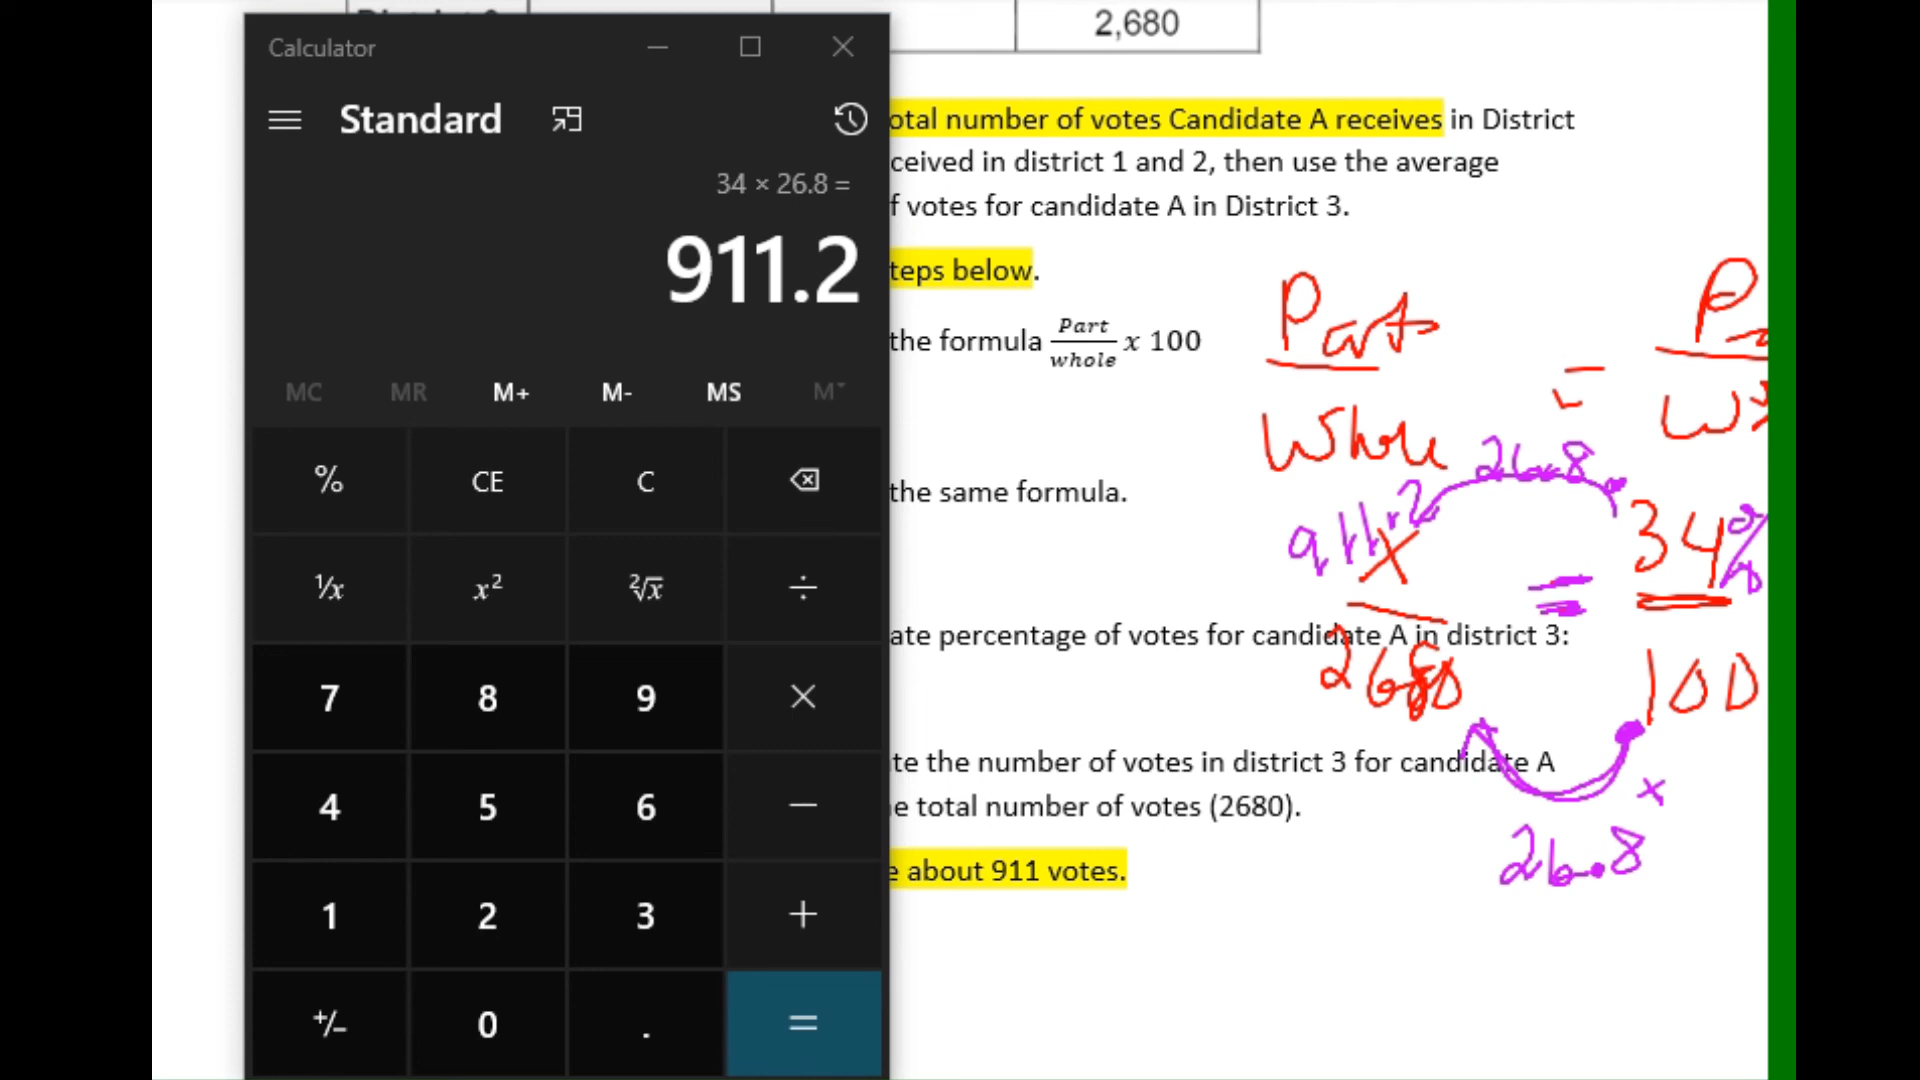 2,680
Calculator
Standard
34 × 26.8 =
911.2
MC MR M+ M- MS M˅
% CE C
¹/x x² ²√x ÷
7 8 9 ×
4 5 6 −
1 2 3 +
+/− 0 . =
otal number of votes Candidate A receives in District
ceived in district 1 and 2, then use the average
f votes for candidate A in District 3.
teps below.
the formula Part/whole x 100
the same formula.
ate percentage of votes for candidate A in district 3:
te the number of votes in district 3 for candidate A
e total number of votes (2680).
e about 911 votes.
Part
Whole
=
26.8
911.2 X = 34%
2680 100
x
26.8